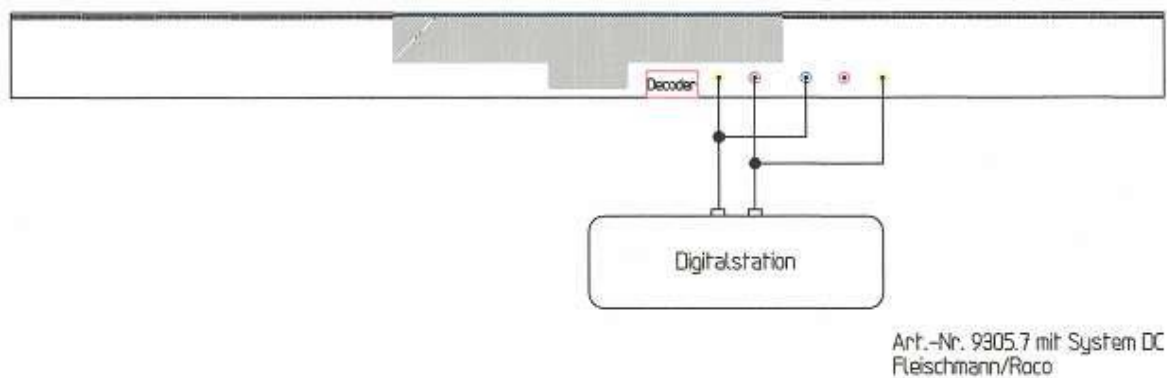 Decoder
Digitalstation
Art.-Nr. 9305.7 mit System DC
Fleischmann/Roco